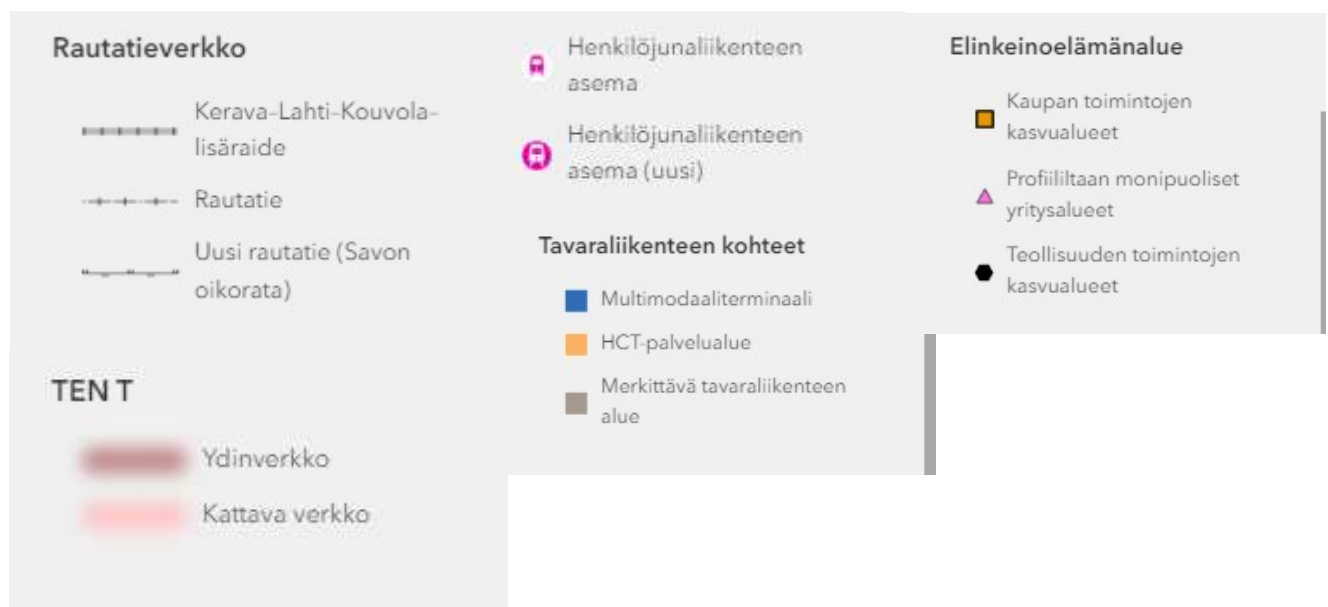 Rautatieverkko
Kerava-Lahti-Kouvola-
lisäraide
Rautatie
Uusi rautatie (Savon
oikorata)
TEN T
Ydinverkko
Kattava verkko
Henkilöjunaliikenteen
asema
Henkilöjunaliikenteen
asema (uusi)
Tavaraliikenteen kohteet
Multimodaaliterminaali
HCT-palvelualue
Merkittävä tavaraliikenteen
alue
Elinkeinoelämänalue
Kaupan toimintojen
kasvualueet
Profiililtaan monipuoliset
yritysalueet
Teollisuuden toimintojen
kasvualueet